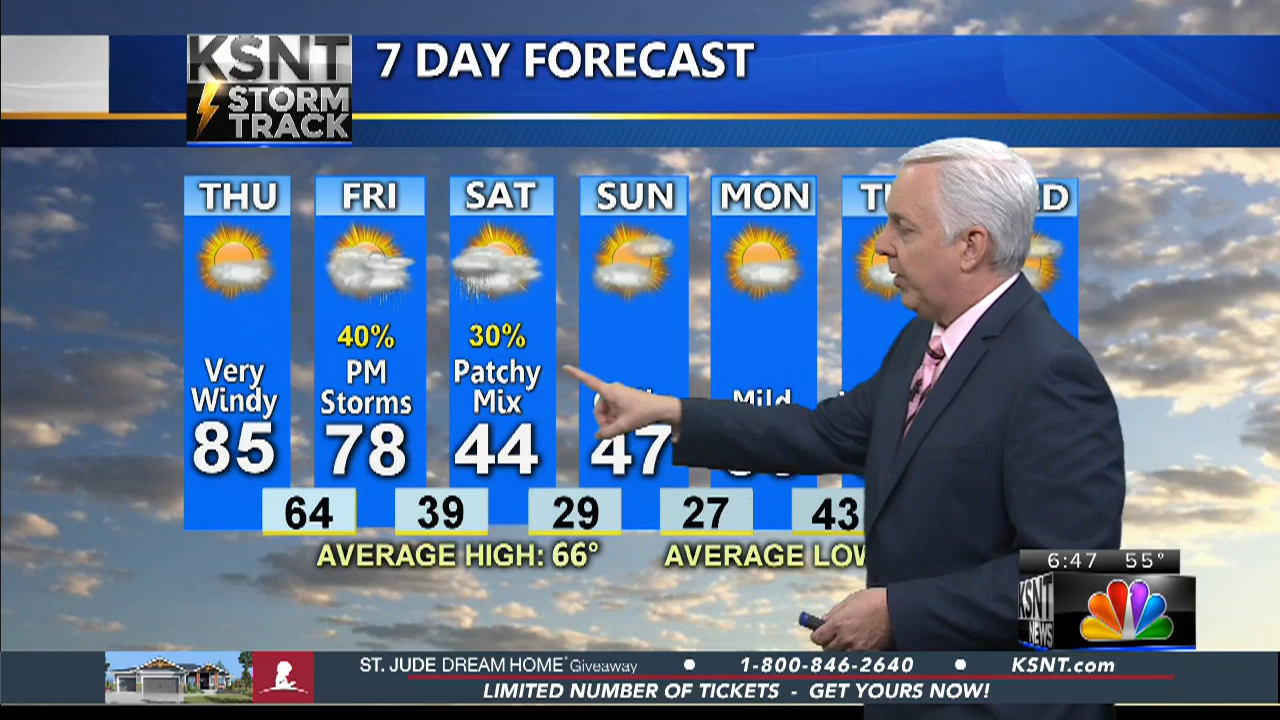 KSNT
STORM
TRACK
7 DAY FORECAST
THU
FRI
SAT
SUN
MON
40%
30%
Very
Windy
PM
Storms
Patchy
Mix
Mild
85
78
44
47
64
39
29
27
43
AVERAGE HIGH: 66°
AVERAGE
6:47 55°
KSNT
NEWS
ST. JUDE DREAM HOME Giveaway • 1-800-846-2640 • KSNT.com
LIMITED NUMBER OF TICKETS - GET YOURS NOW!